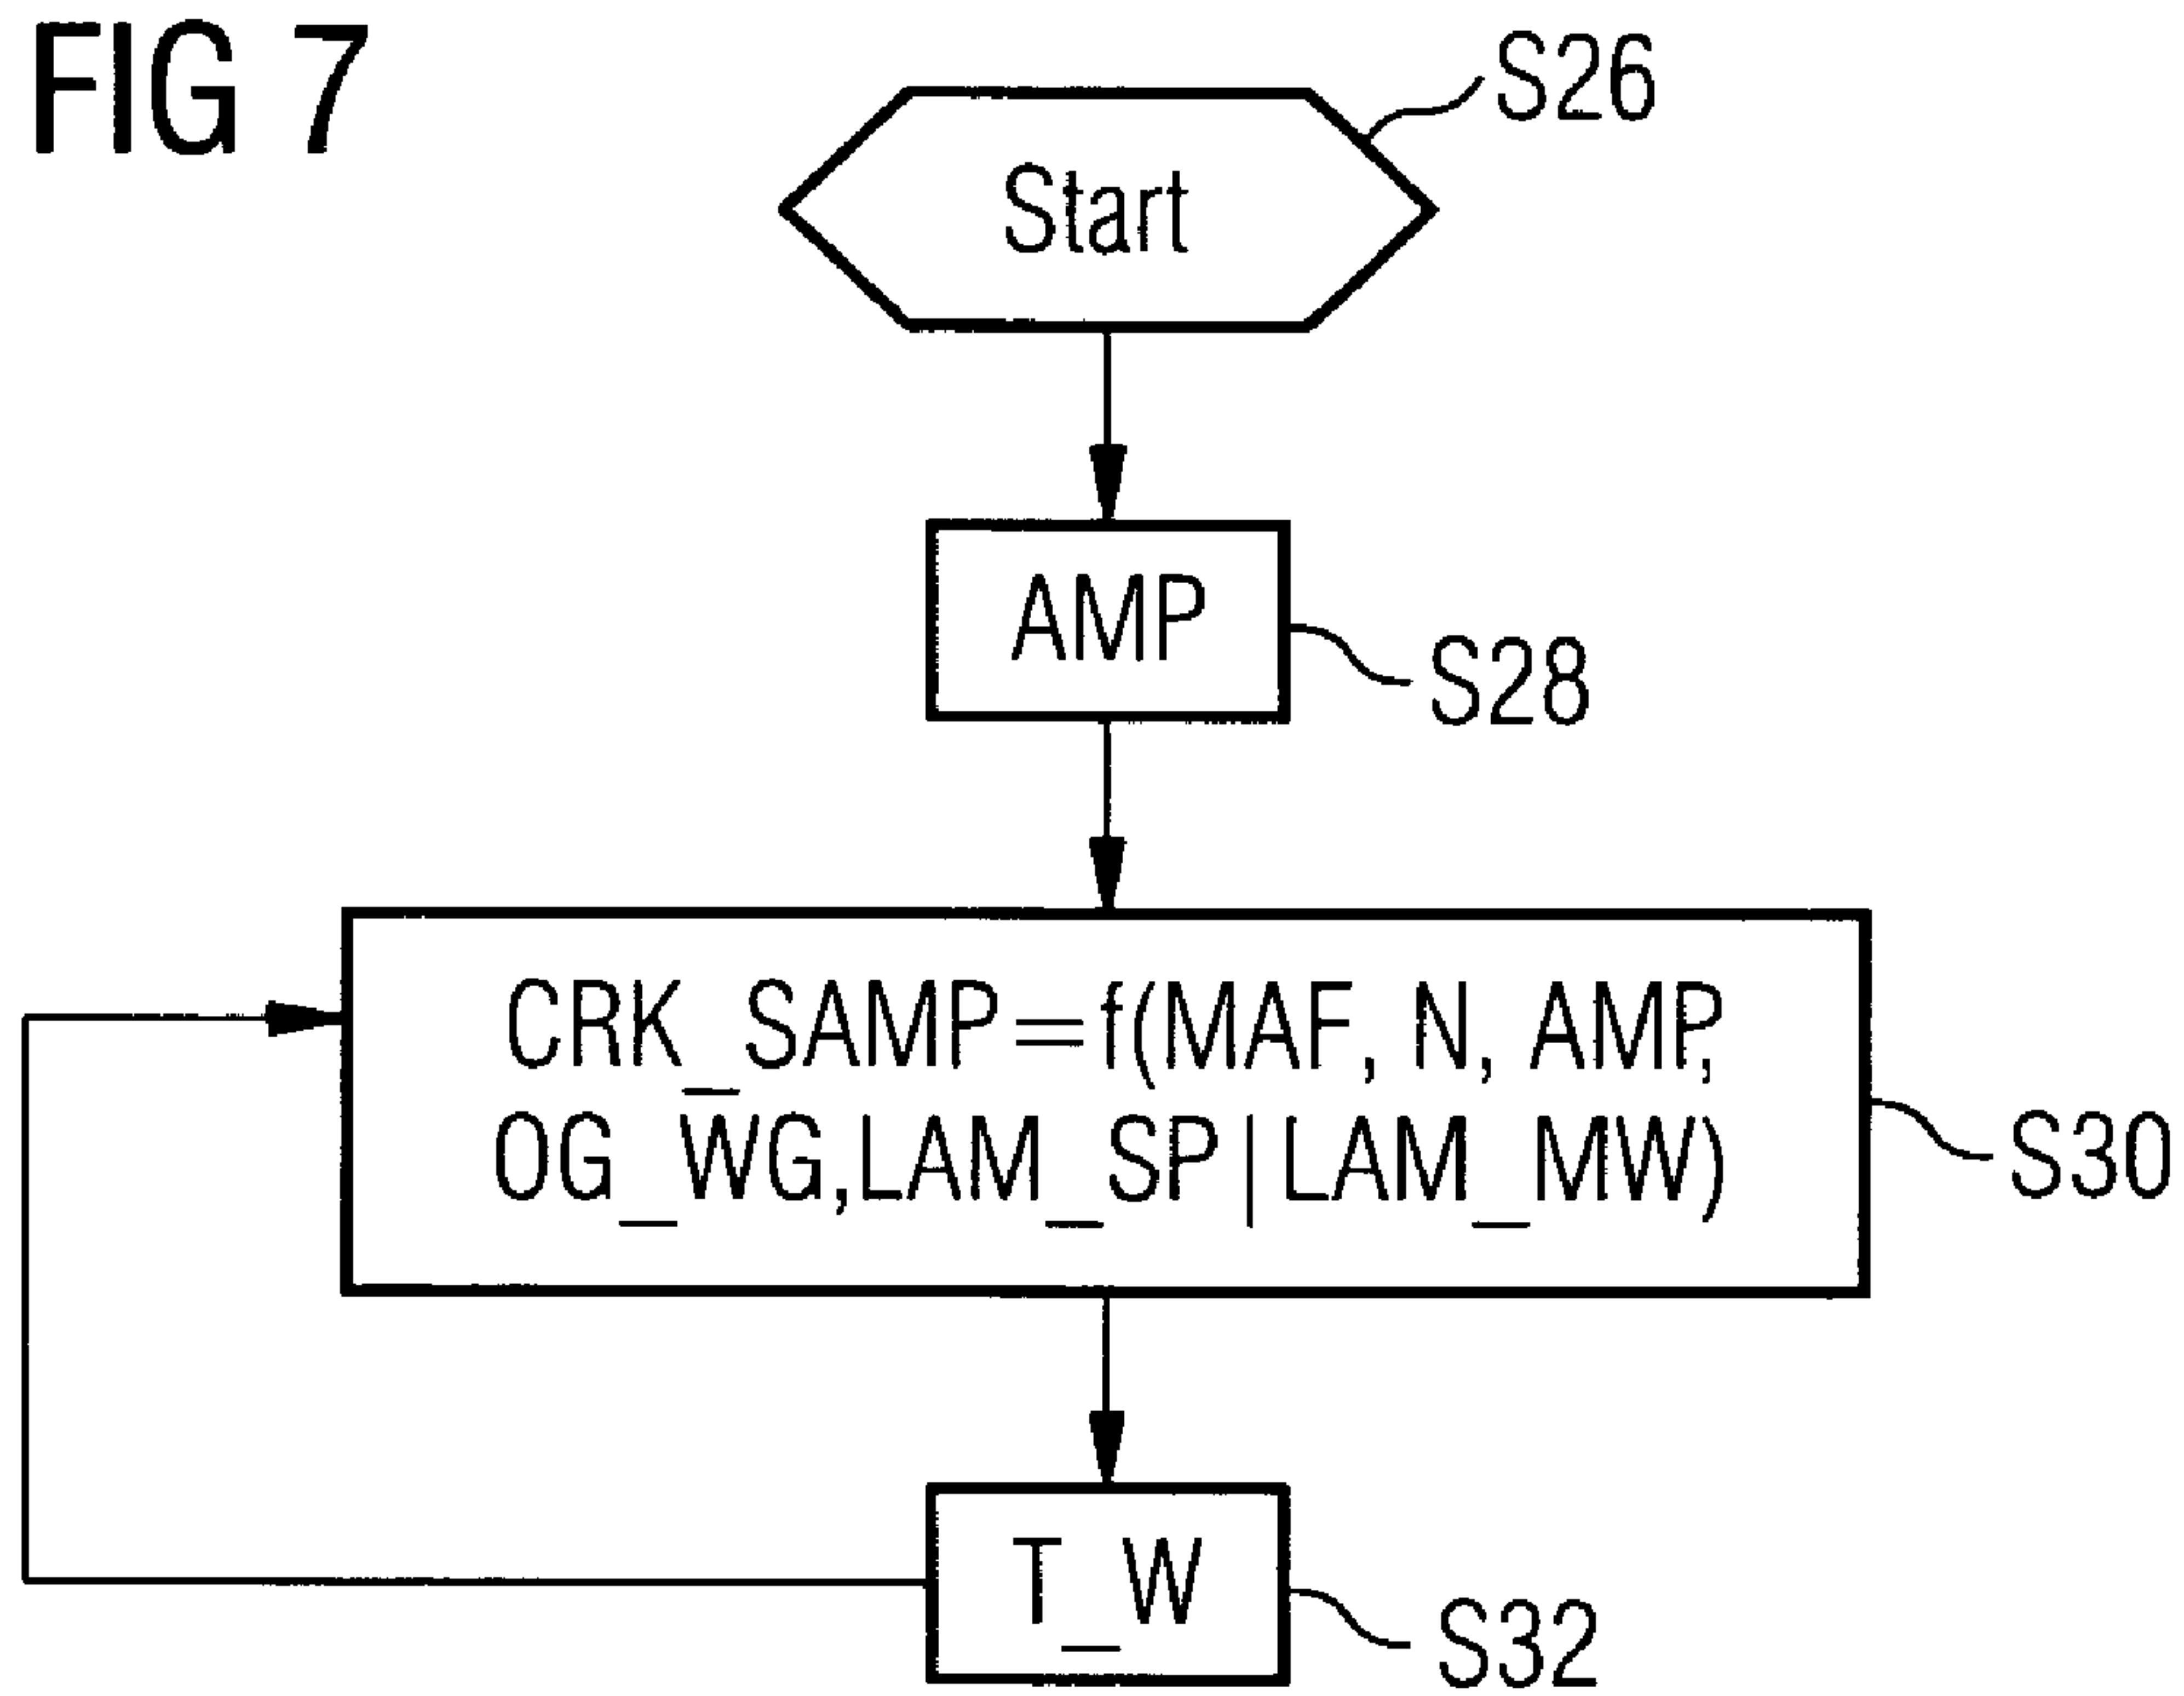 FIG 7
S26
Start
AMP
S28
CRK_SAMP=f(MAF, N, AMP,
OG_WG,LAM_SP|LAM_MW)
S30
T_W
S32